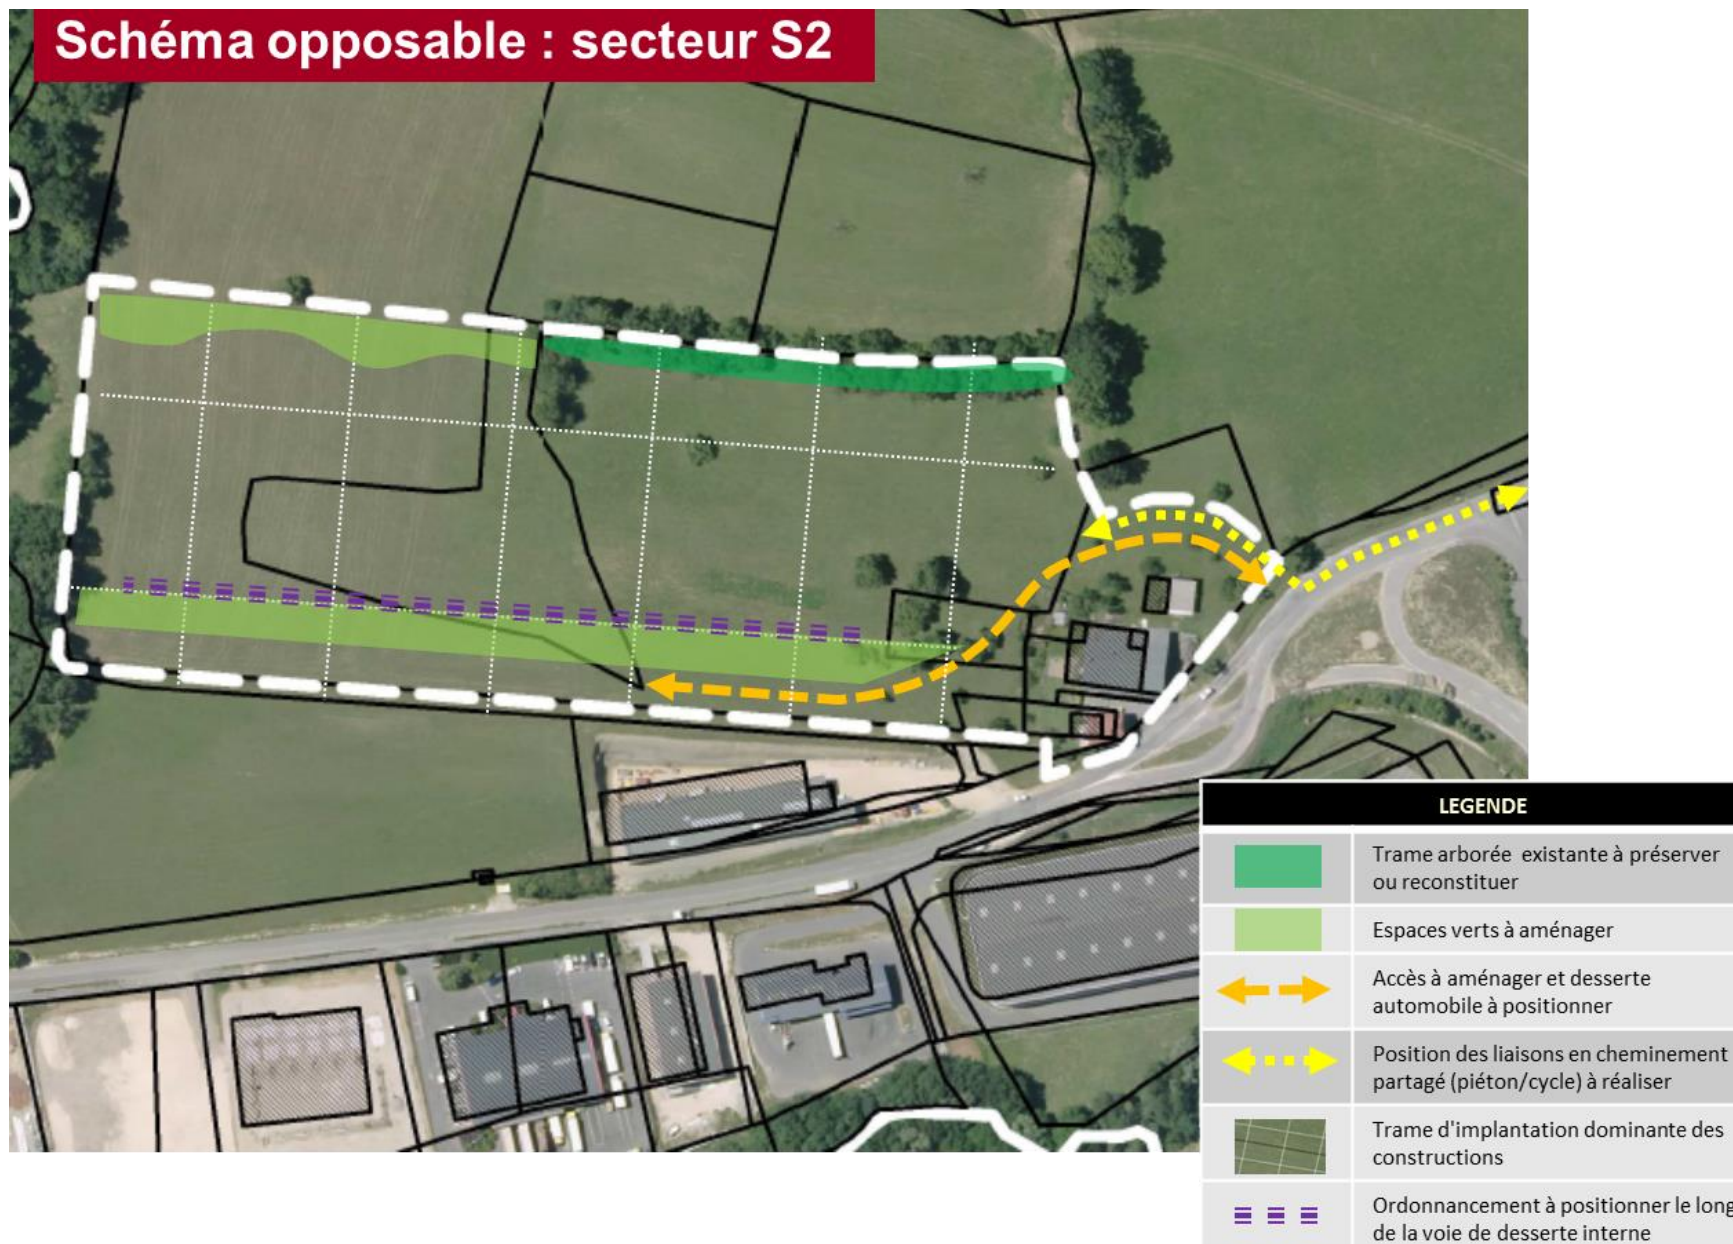 Schéma opposable : secteur S2
LEGENDE
Trame arborée existante à préserver
ou reconstituer
Espaces verts à aménager
Accès à aménager et desserte
automobile à positionner
Position des liaisons en cheminement
partagé (piéton/cycle) à réaliser
Trame d'implantation dominante des
constructions
Ordonnancement à positionner le long
de la voie de desserte interne